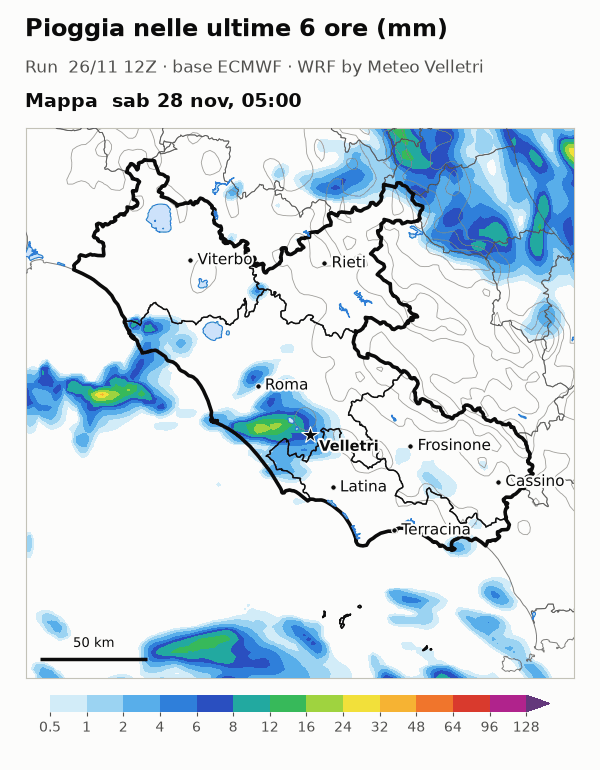 Pioggia nelle ultime 6 ore (mm)
Run 26/11 12Z · base ECMWF · WRF by Meteo Velletri
Mappa sab 28 nov, 05:00
Viterbo
Rieti
Roma
Velletri
Frosinone
Cassino
Latina
Terracina
50 km
0.5 1 2 4 6 8 12 16 24 32 48 64 96 128